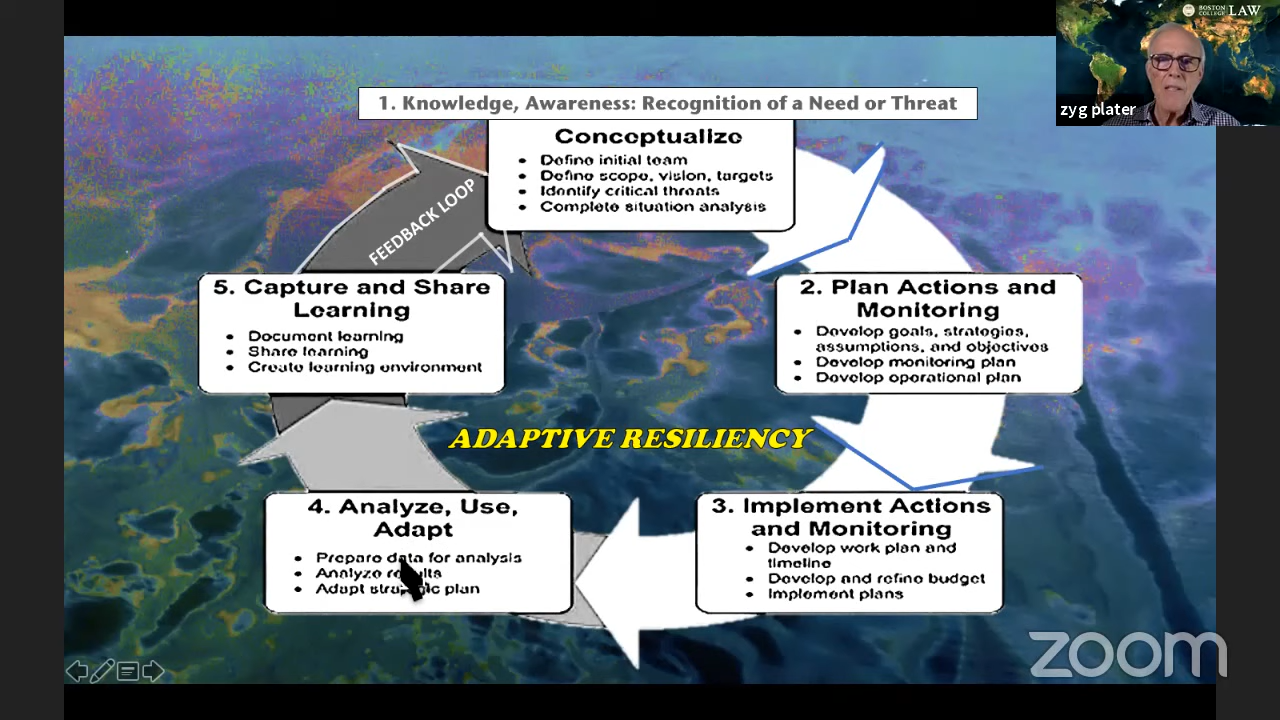 BOSTON COLLEGE LAW
zyg plater
1. Knowledge, Awareness: Recognition of a Need or Threat
Conceptualize
• Define initial team
• Define scope, vision, targets
• Identify critical threats
• Complete situation analysis
FEEDBACK LOOP
5. Capture and Share
Learning
• Document learning
• Share learning
• Create learning environment
2. Plan Actions and
Monitoring
• Develop goals, strategies,
assumptions, and objectives
• Develop monitoring plan
• Develop operational plan
ADAPTIVE RESILIENCY
4. Analyze, Use,
Adapt
• Prepare data for analysis
• Analyze results
• Adapt strategic plan
3. Implement Actions
and Monitoring
• Develop work plan and
timeline
• Develop and refine budget
• Implement plans
zoom